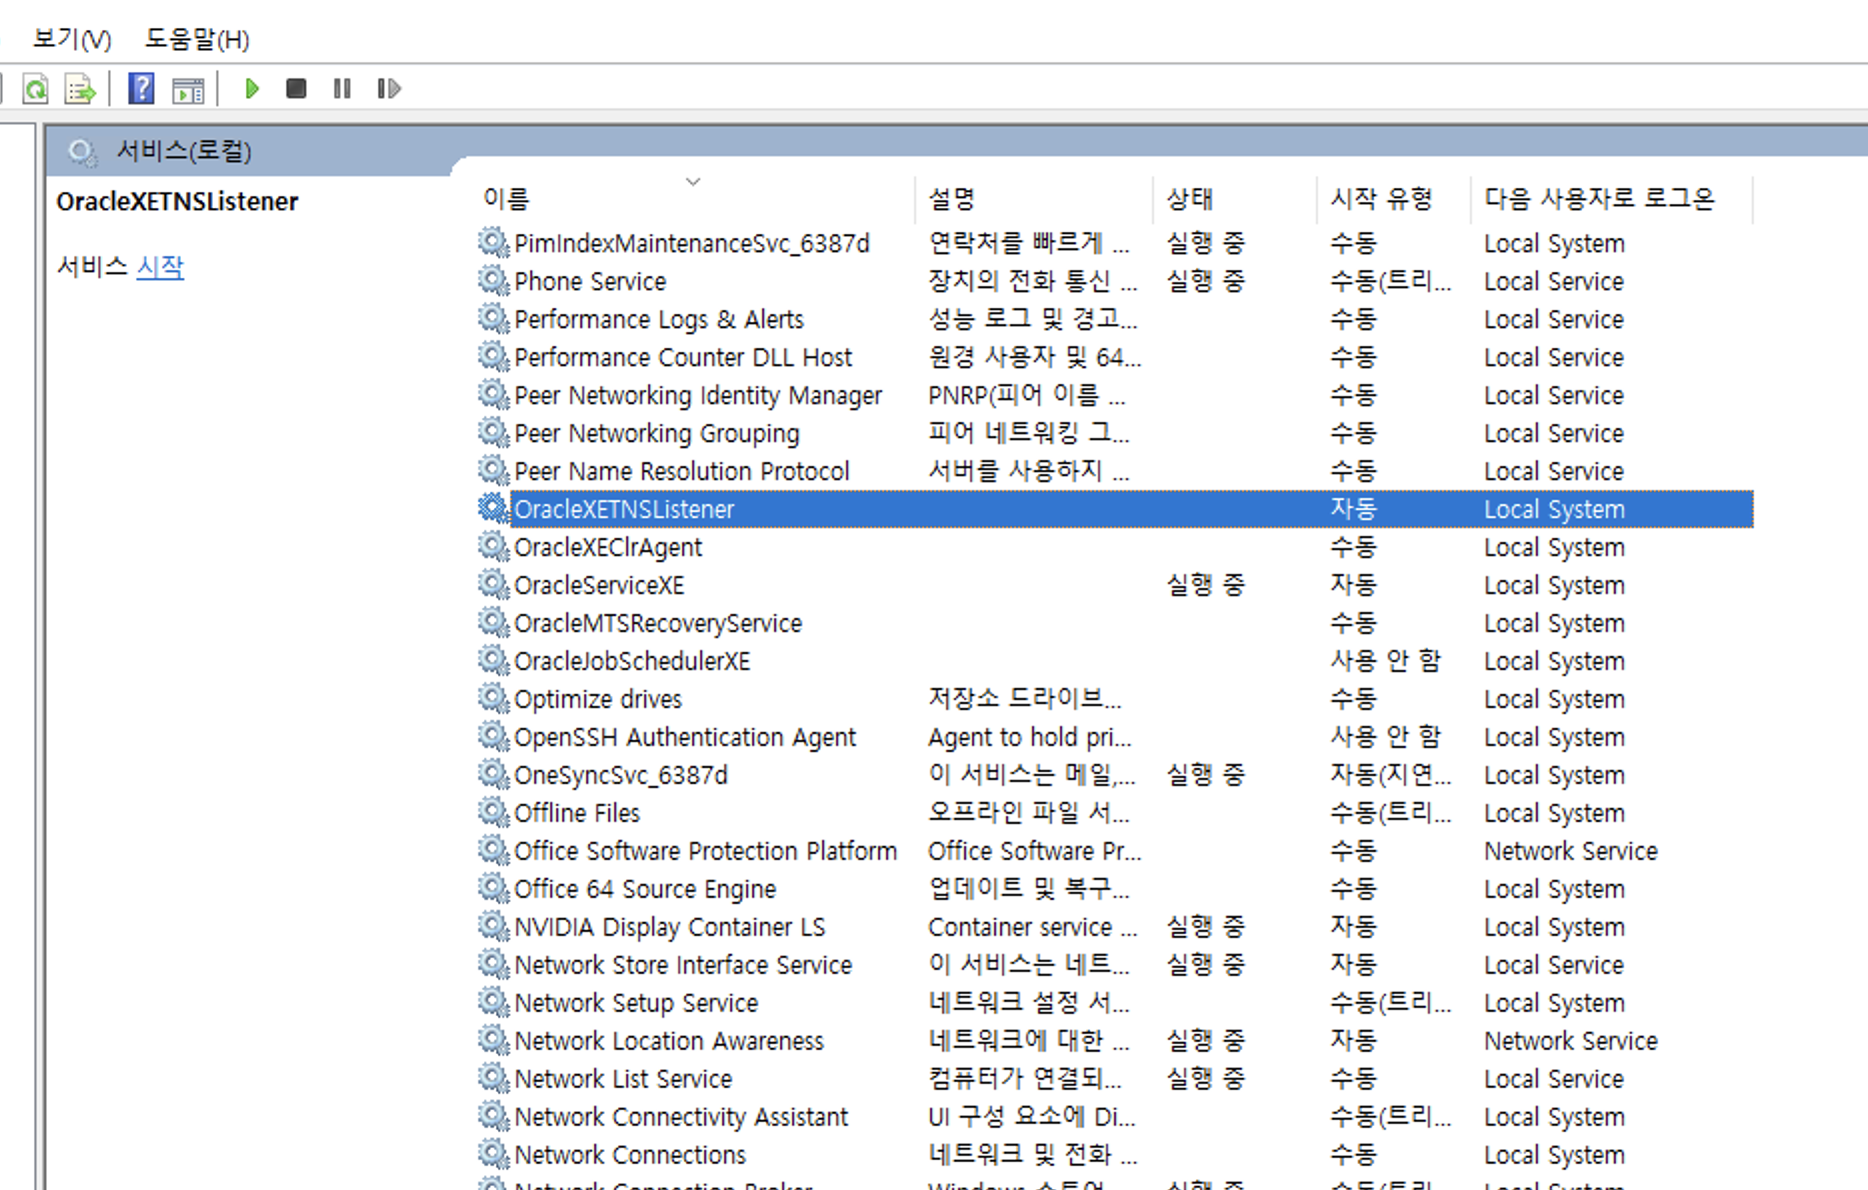 보기(V) 도움말(H)
서비스(로컬)
OracleXETNSListener
서비스 시작
이름 설명 상태 시작 유형 다음 사용자로 로그온
PimIndexMaintenanceSvc_6387d 연락처를 빠르게 ... 실행 중 수동 Local System
Phone Service 장치의 전화 통신 ... 실행 중 수동(트리... Local Service
Performance Logs & Alerts 성능 로그 및 경고... 수동 Local Service
Performance Counter DLL Host 원경 사용자 및 64... 수동 Local Service
Peer Networking Identity Manager PNRP(피어 이름 ... 수동 Local Service
Peer Networking Grouping 피어 네트워킹 그... 수동 Local Service
Peer Name Resolution Protocol 서버를 사용하지 ... 수동 Local Service
OracleXETNSListener 자동 Local System
OracleXEClrAgent 수동 Local System
OracleServiceXE 실행 중 자동 Local System
OracleMTSRecoveryService 수동 Local System
OracleJobSchedulerXE 사용 안 함 Local System
Optimize drives 저장소 드라이브... 수동 Local System
OpenSSH Authentication Agent Agent to hold pri... 사용 안 함 Local System
OneSyncSvc_6387d 이 서비스는 메일,... 실행 중 자동(지연... Local System
Offline Files 오프라인 파일 서... 수동(트리... Local System
Office Software Protection Platform Office Software Pr... 수동 Network Service
Office 64 Source Engine 업데이트 및 복구... 수동 Local System
NVIDIA Display Container LS Container service ... 실행 중 자동 Local System
Network Store Interface Service 이 서비스는 네트... 실행 중 자동 Local Service
Network Setup Service 네트워크 설정 서... 수동(트리... Local System
Network Location Awareness 네트워크에 대한 ... 실행 중 자동 Network Service
Network List Service 컴퓨터가 연결되... 실행 중 수동 Local Service
Network Connectivity Assistant UI 구성 요소에 Di... 수동(트리... Local System
Network Connections 네트워크 및 전화 ... 수동 Local System
Network Connection Broker Windows 스토어 실행 중 수동(트리... Local System